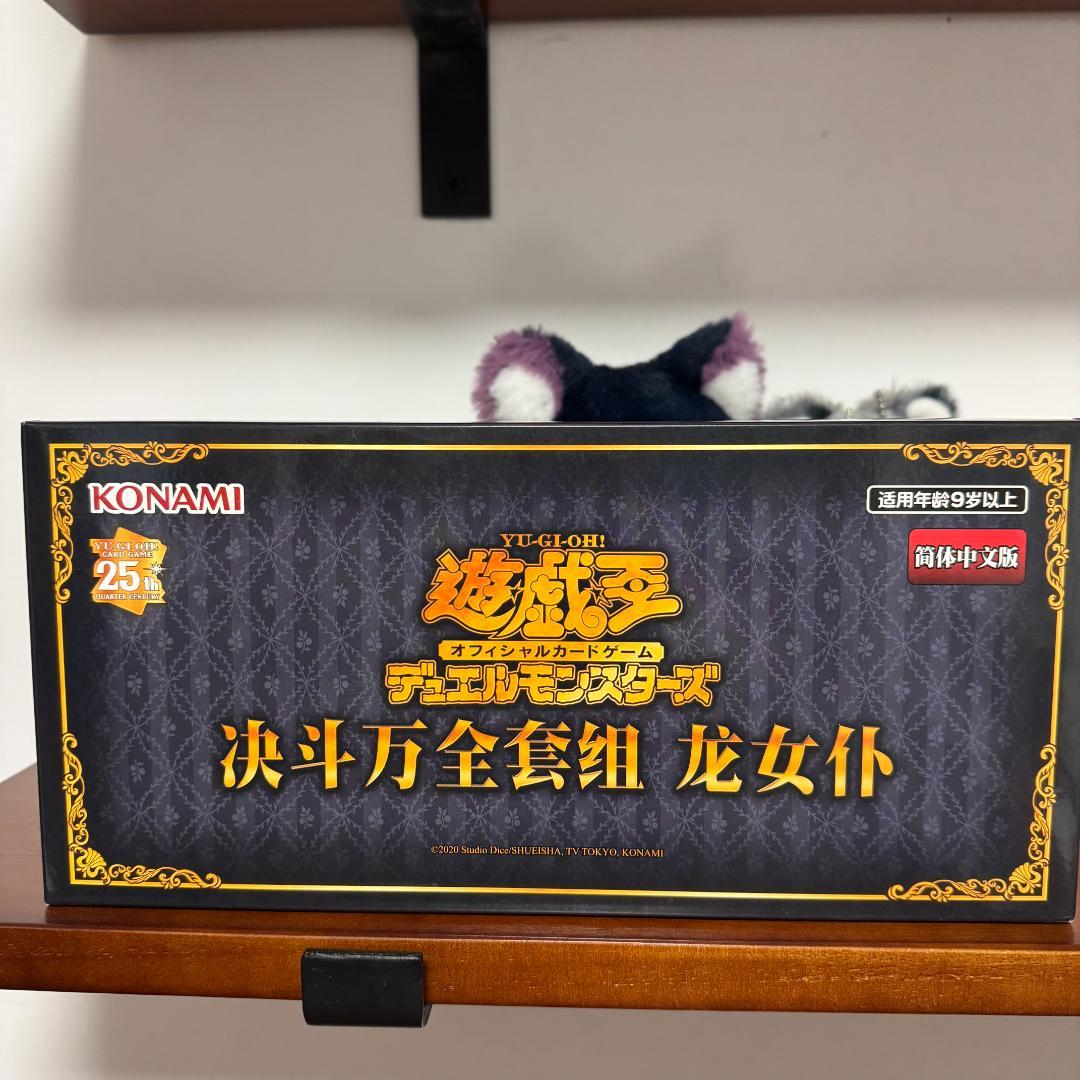 KONAMI
适用年龄9岁以上
YU-GI-OH!
CARD GAME
25th
QUARTER CENTURY
简体中文版
YU-GI-OH!
遊戯王
オフィシャルカードゲーム
デュエルモンスターズ
决斗万全套组 龙女仆
©2020 Studio Dice/SHUEISHA, TV TOKYO, KONAMI